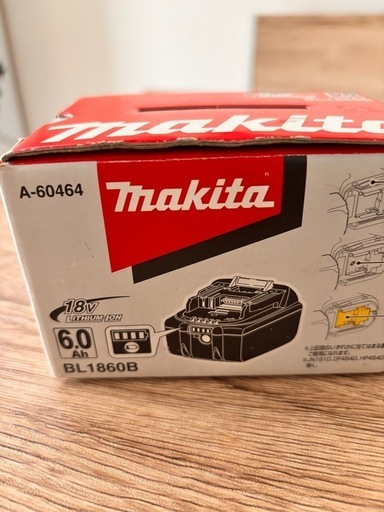 makita
A-60464
makita
18V
LITHIUM ION
6.0
Ah
BL1860B